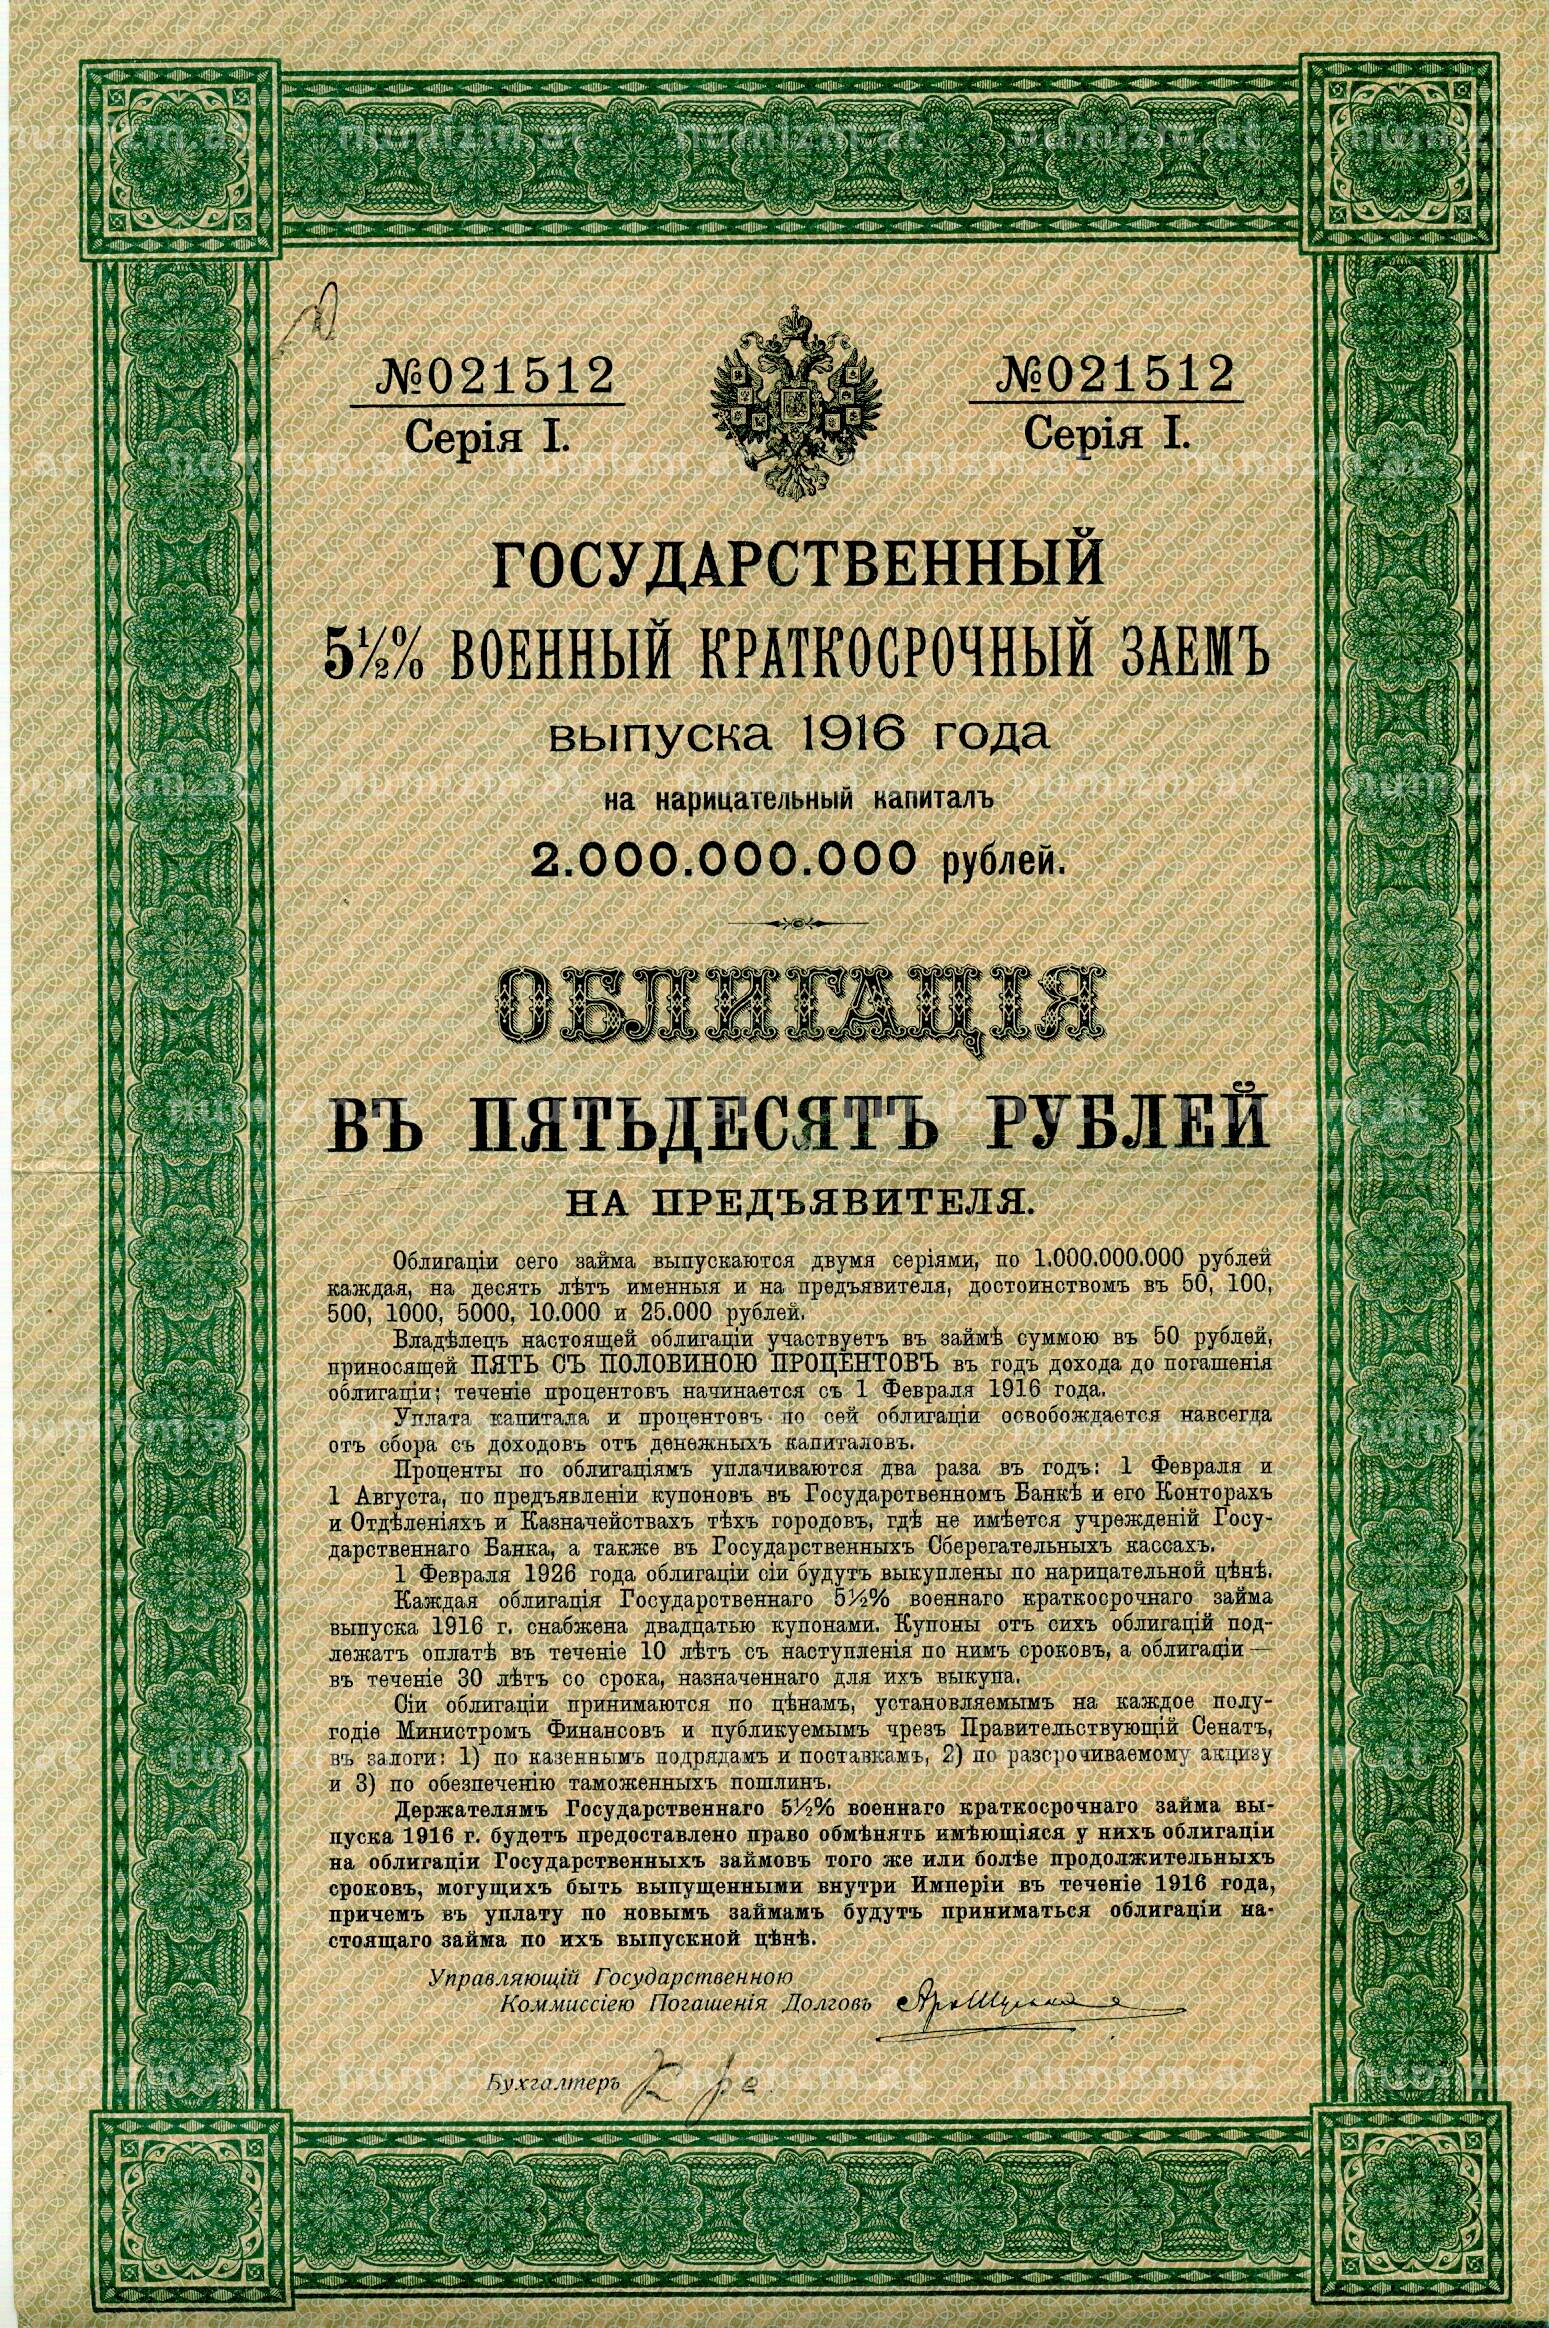 №021512
Серія I.
№021512
Серія I.
ГОСУДАРСТВЕННЫЙ
5½% ВОЕННЫЙ КРАТКОСРОЧНЫЙ ЗАЕМЪ
выпуска 1916 года
на нарицательный капиталъ
2.000.000.000 рублей.
ОБЛИГАЦІЯ
ВЪ ПЯТЬДЕСЯТЪ РУБЛЕЙ
НА ПРЕДЪЯВИТЕЛЯ.
Облигаціи сего займа выпускаются двумя серіями, по 1.000.000.000 рублей
каждая, на десять лѣтъ именныя и на предъявителя, достоинствомъ въ 50, 100,
500, 1000, 5000, 10.000 и 25.000 рублей.
Владѣлецъ настоящей облигаціи участвуетъ въ займѣ суммою въ 50 рублей,
приносящей ПЯТЬ СЪ ПОЛОВИНОЮ ПРОЦЕНТОВЪ въ годъ дохода до погашенія
облигаціи; теченіе процентовъ начинается съ 1 Февраля 1916 года.
Уплата капитала и процентовъ по сей облигаціи освобождается навсегда
отъ сбора съ доходовъ отъ денежныхъ капиталовъ.
Проценты по облигаціямъ уплачиваются два раза въ годъ: 1 Февраля и
1 Августа, по предъявленіи купоновъ въ Государственномъ Банкѣ и его Конторахъ
и Отдѣленіяхъ и Казначействахъ тѣхъ городовъ, гдѣ не имѣется учрежденій Госу-
дарственнаго Банка, а также въ Государственныхъ Сберегательныхъ кассахъ.
1 Февраля 1926 года облигаціи сіи будутъ выкуплены по нарицательной цѣнѣ.
Каждая облигація Государственнаго 5½% военнаго краткосрочнаго займа
выпуска 1916 г. снабжена двадцатью купонами. Купоны отъ сихъ облигацій под-
лежатъ оплатѣ въ теченіе 10 лѣтъ съ наступленія по нимъ сроковъ, а облигаціи —
въ теченіе 30 лѣтъ со срока, назначеннаго для ихъ выкупа.
Сіи облигаціи принимаются по цѣнамъ, установляемымъ на каждое полу-
годіе Министромъ Финансовъ и публикуемымъ чрезъ Правительствующій Сенатъ,
въ залоги: 1) по казеннымъ подрядамъ и поставкамъ, 2) по разсрочиваемому акцизу
и 3) по обезпеченію таможенныхъ пошлинъ.
Держателямъ Государственнаго 5½% военнаго краткосрочнаго займа вы-
пуска 1916 г. будетъ предоставлено право обмѣнять имѣющіяся у нихъ облигаціи
на облигаціи Государственныхъ займовъ того же или болѣе продолжительныхъ
сроковъ, могущихъ быть выпущенными внутри Имперіи въ теченіе 1916 года,
причемъ въ уплату по новымъ займамъ будутъ приниматься облигаціи на-
стоящаго займа по ихъ выпускной цѣнѣ.
Управляющій Государственною
Коммиссіею Погашенія Долговъ
Бухгалтеръ
numizm.at